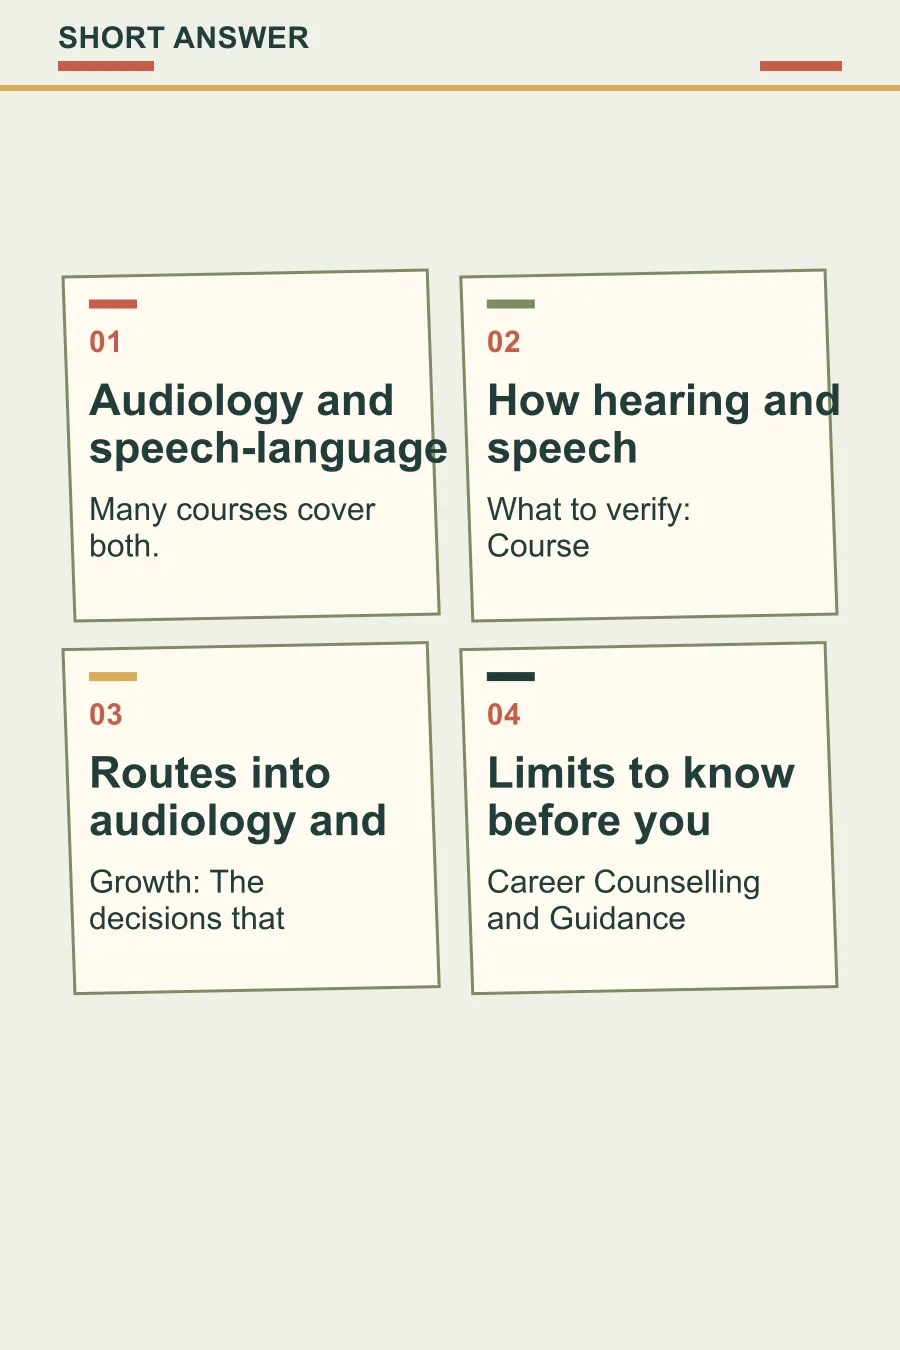 SHORT ANSWER
01
Audiology and
speech-language
Many courses cover
both.
02
How hearing and
speech
What to verify:
Course
03
Routes into
audiology and
Growth: The
decisions that
04
Limits to know
before you
Career Counselling
and Guidance